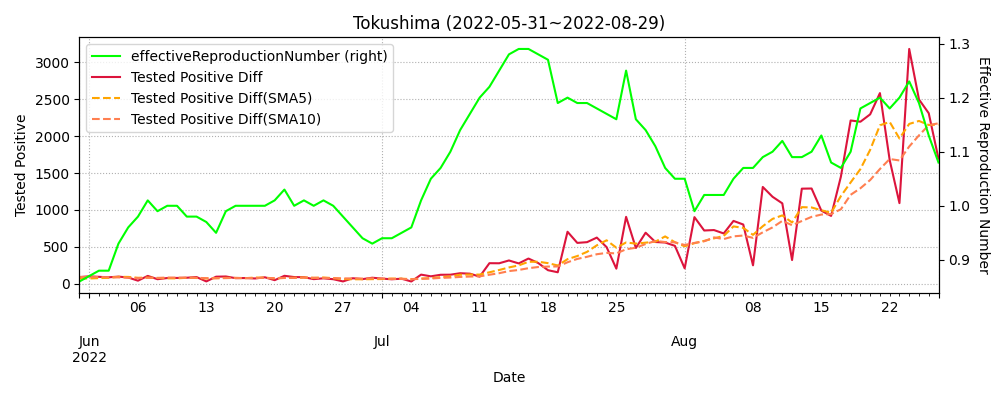 Tokushima (2022-05-31~2022-08-29)
effectiveReproductionNumber (right)
Tested Positive Diff
Tested Positive Diff(SMA5)
Tested Positive Diff(SMA10)
Tested Positive
3000
2500
2000
1500
1000
500
0
Effective Reproduction Number
1.3
1.2
1.1
1.0
0.9
06 13 20 27 04 11 18 25 08 15 22
Jun Jul Aug
2022
Date